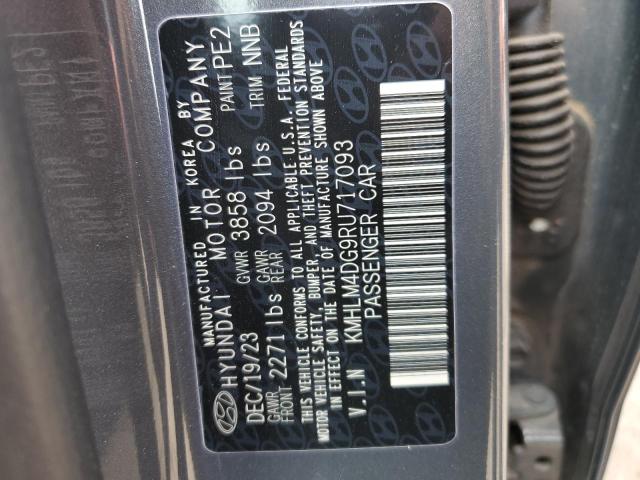 MANUFACTURED IN KOREA BY
HYUNDAI MOTOR COMPANY
DEC/19/23 GVWR 3858 lbs PAINT PE2
GAWR FRONT 2271 lbs GAWR REAR 2094 lbs TRIM NNB
THIS VEHICLE CONFORMS TO ALL APPLICABLE U.S.A. FEDERAL
MOTOR VEHICLE SAFETY, BUMPER, AND THEFT PREVENTION STANDARDS
IN EFFECT ON THE DATE OF MANUFACTURE SHOWN ABOVE
V.I.N KMHLM4DG9RU717093
PASSENGER CAR